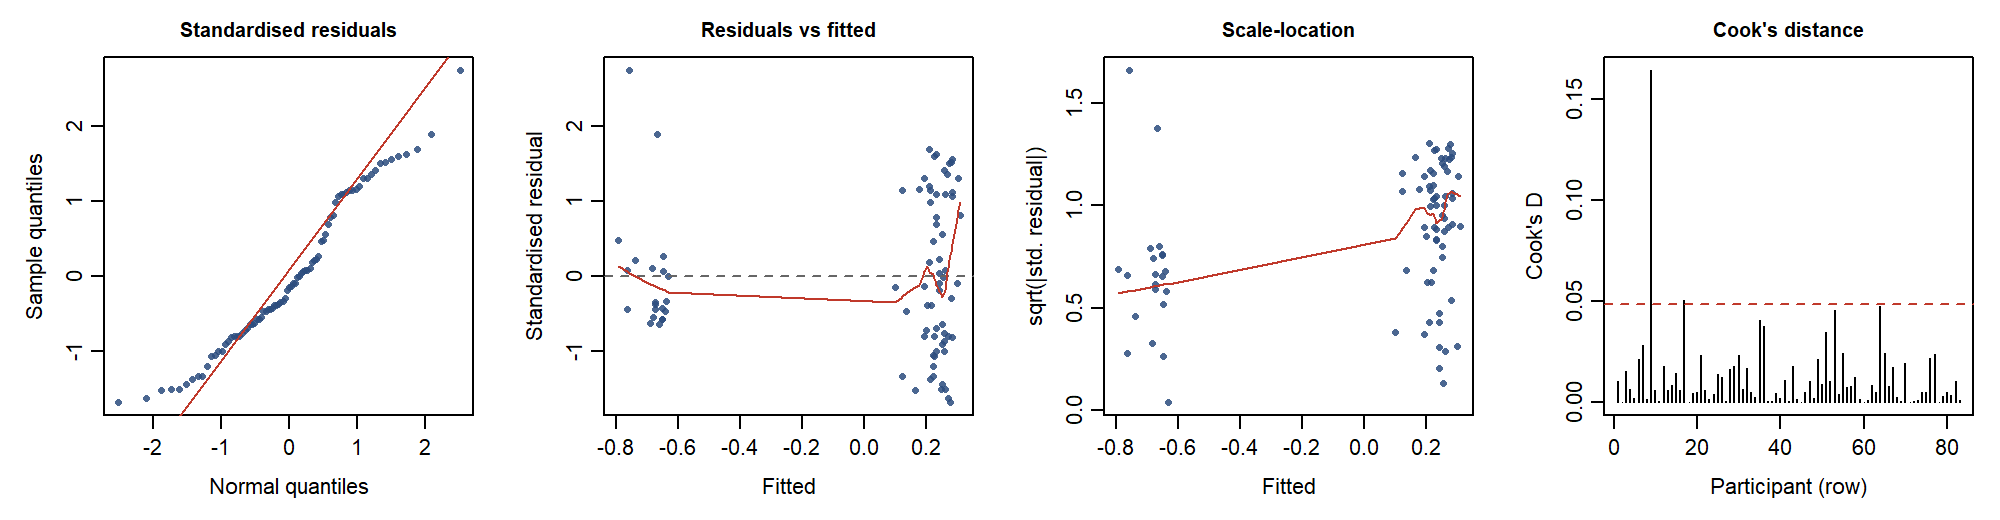 Standardised residuals
2
1
0
-1
Sample quantiles
-2 -1 0 1 2
Normal quantiles
Residuals vs fitted
2
1
0
-1
Standardised residual
-0.8 -0.6 -0.4 -0.2 0.0 0.2
Fitted
Scale-location
1.5
1.0
0.5
0.0
sqrt(|std. residual|)
-0.8 -0.6 -0.4 -0.2 0.0 0.2
Fitted
Cook's distance
0.15
0.10
0.05
0.00
Cook's D
0 20 40 60 80
Participant (row)